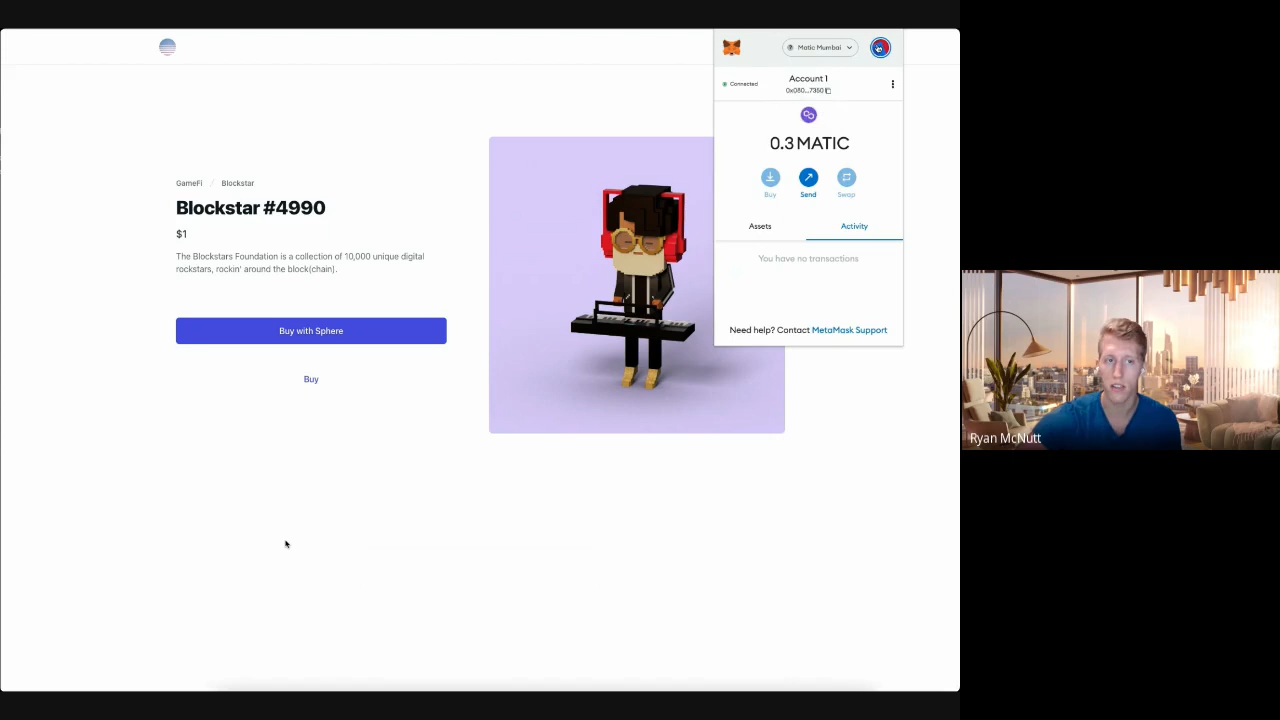 Matic Mumbai
Connected
Account 1
0x080...7350
0.3 MATIC
Buy
Send
Swap
Assets
Activity
You have no transactions
Need help? Contact MetaMask Support
GameFi / Blockstar
Blockstar #4990
$1
The Blockstars Foundation is a collection of 10,000 unique digital
rockstars, rockin' around the block(chain).
Buy with Sphere
Buy
Ryan McNutt